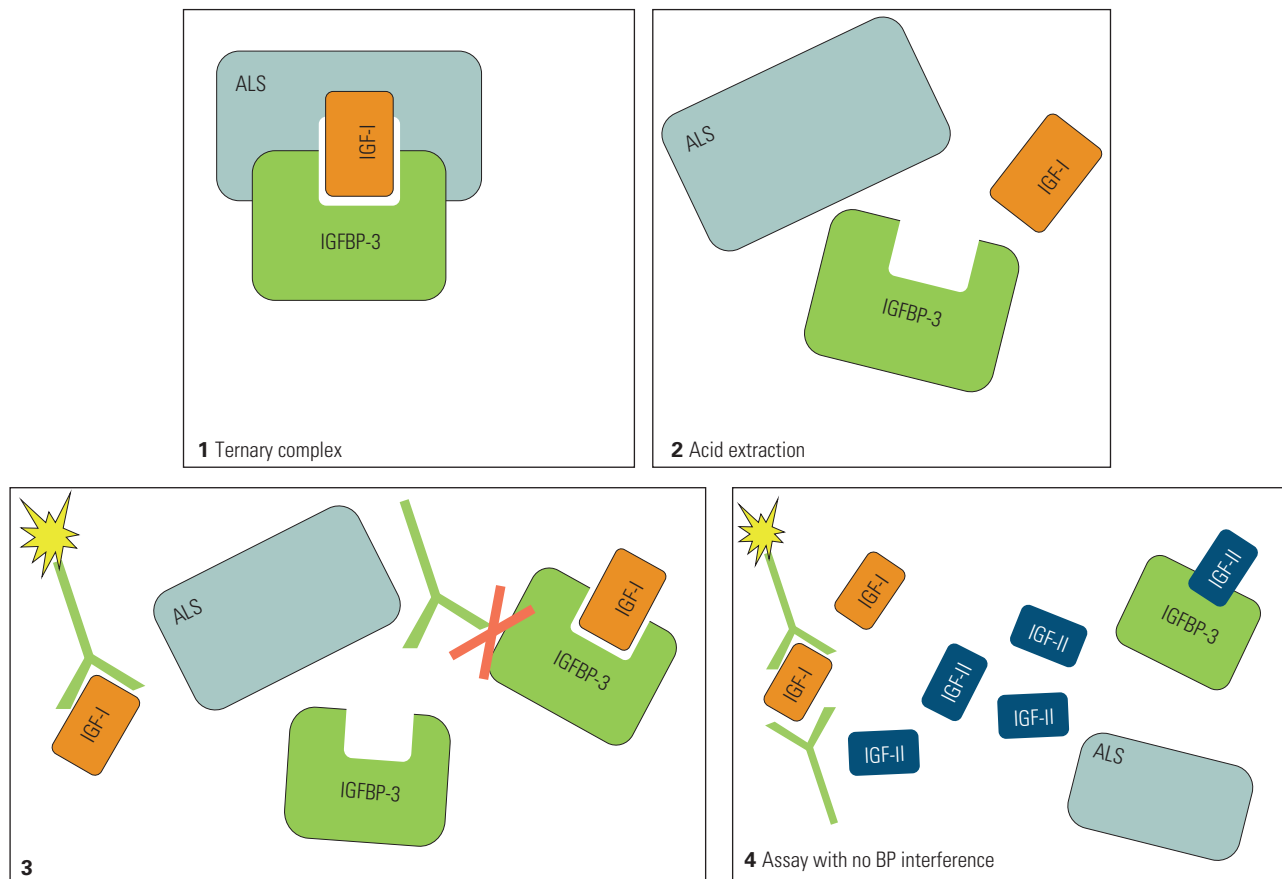 ALS
IGF-I
IGFBP-3
1 Ternary complex
ALS
IGF-I
IGFBP-3
2 Acid extraction
ALS
IGF-I
IGFBP-3
IGF-I
IGFBP-3
3
IGF-I
IGF-II
IGFBP-3
IGF-II
IGF-I
IGF-II
IGF-II
IGF-II
ALS
4 Assay with no BP interference